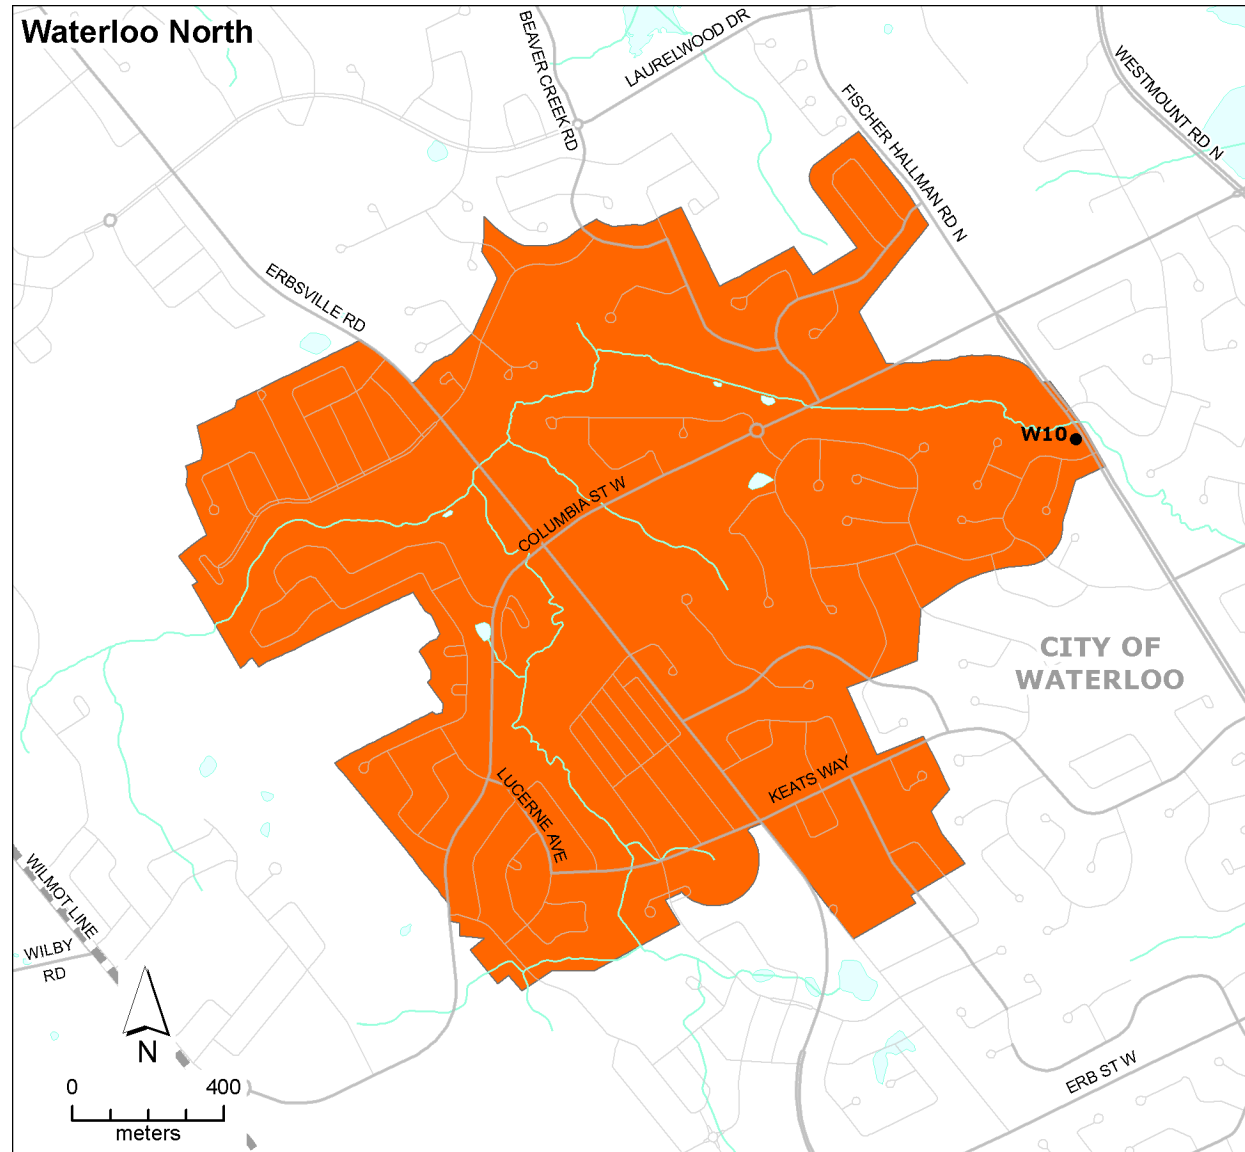 Waterloo North
BEAVER CREEK RD
LAURELWOOD DR
FISCHER HALLMAN RD N
WESTMOUNT RD N
ERBSVILLE RD
W10
COLUMBIA ST W
CITY OF
WATERLOO
KEATS WAY
LUCERNE AVE
WILMOT LINE
WILBY
RD
N
ERB ST W
0 400
meters